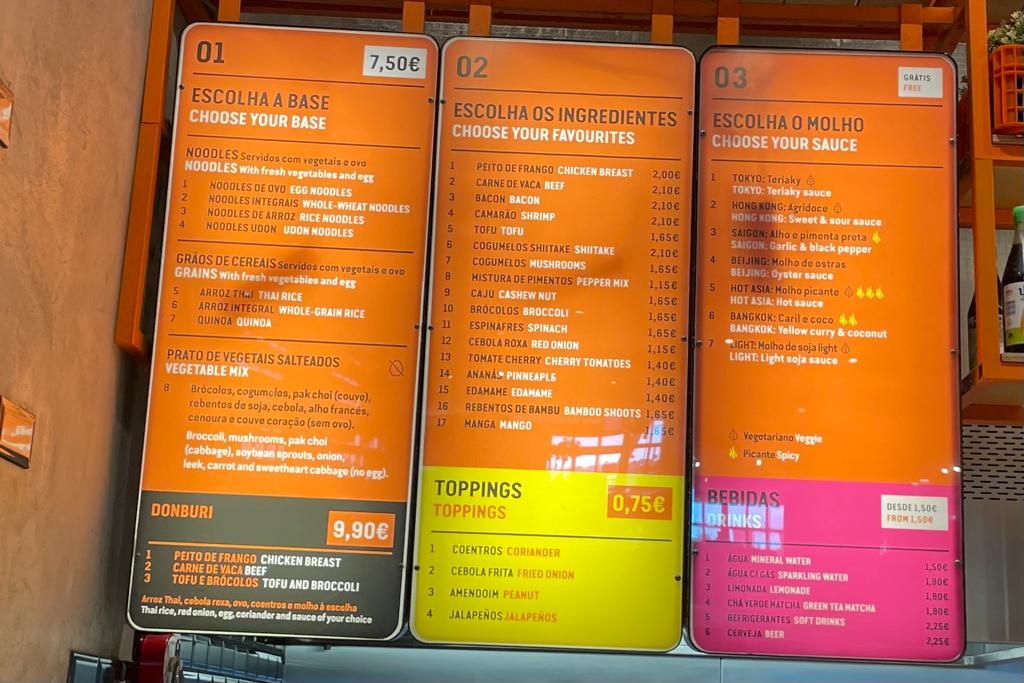 01
7,50€
ESCOLHA A BASE
CHOOSE YOUR BASE
NOODLES Servidos com vegetais e ovo
NOODLES With fresh vegetables and egg
1 NOODLES DE OVO EGG NOODLES
2 NOODLES INTEGRAIS WHOLE-WHEAT NOODLES
3 NOODLES DE ARROZ RICE NOODLES
4 NOODLES UDON UDON NOODLES
GRÃOS DE CEREAIS Servidos com vegetais e ovo
GRAINS With fresh vegetables and egg
5 ARROZ THAI THAI RICE
6 ARROZ INTEGRAL WHOLE-GRAIN RICE
7 QUINOA QUINOA
PRATO DE VEGETAIS SALTEADOS
VEGETABLE MIX
8 Brócolos, cogumelos, pak choi (couve),
rebentos de soja, cebola, alho francês,
cenoura e couve coração (sem ovo).
Broccoli, mushrooms, pak choi
(cabbage), soybean sprouts, onion,
leek, carrot and sweetheart cabbage (no egg).
DONBURI
9,90€
1 PEITO DE FRANGO CHICKEN BREAST
2 CARNE DE VACA BEEF
3 TOFU E BRÓCOLOS TOFU AND BROCCOLI
Arroz Thai, cebola roxa, ovo, coentros e molho à escolha
Thai rice, red onion, egg, coriander and sauce of your choice
02
ESCOLHA OS INGREDIENTES
CHOOSE YOUR FAVOURITES
1 PEITO DE FRANGO CHICKEN BREAST 2,00€
2 CARNE DE VACA BEEF 2,10€
3 BACON BACON 2,10€
4 CAMARÃO SHRIMP 2,10€
5 TOFU TOFU 1,65€
6 COGUMELOS SHIITAKE SHIITAKE 2,10€
7 COGUMELOS MUSHROOMS 1,65€
8 MISTURA DE PIMENTOS PEPPER MIX 1,15€
9 CAJU CASHEW NUT 1,65€
10 BRÓCOLOS BROCCOLI 1,65€
11 ESPINAFRES SPINACH 1,65€
12 CEBOLA ROXA RED ONION 1,15€
13 TOMATE CHERRY CHERRY TOMATOES 1,40€
14 ANANÁS PINNEAPLE 1,40€
15 EDAMAME EDAMAME 1,40€
16 REBENTOS DE BAMBU BAMBOO SHOOTS 1,65€
17 MANGA MANGO 1,65€
TOPPINGS
TOPPINGS
0,75€
1 COENTROS CORIANDER
2 CEBOLA FRITA FRIED ONION
3 AMENDOIM PEANUT
4 JALAPEÑOS JALAPEÑOS
03
GRÁTIS
FREE
ESCOLHA O MOLHO
CHOOSE YOUR SAUCE
1 TOKYO: Teriaky
TOKYO: Teriaky sauce
2 HONG KONG: Agridoce
HONG KONG: Sweet & sour sauce
3 SAIGON: Alho e pimenta preta
SAIGON: Garlic & black pepper
4 BEIJING: Molho de ostras
BEIJING: Oyster sauce
5 HOT ASIA: Molho picante
HOT ASIA: Hot sauce
6 BANGKOK: Caril e coco
BANGKOK: Yellow curry & coconut
7 LIGHT: Molho de soja light
LIGHT: Light soja sauce
Vegetariano Veggie
Picante Spicy
BEBIDAS
DRINKS
DESDE 1,50€
FROM 1,50€
1 ÁGUA MINERAL WATER 1,50€
2 ÁGUA C/ GÁS SPARKLING WATER 1,80€
3 LIMONADA LEMONADE 1,80€
4 CHÁ VERDE MATCHA GREEN TEA MATCHA 1,80€
5 REFRIGERANTES SOFT DRINKS 2,25€
6 CERVEJA BEER 2,25€